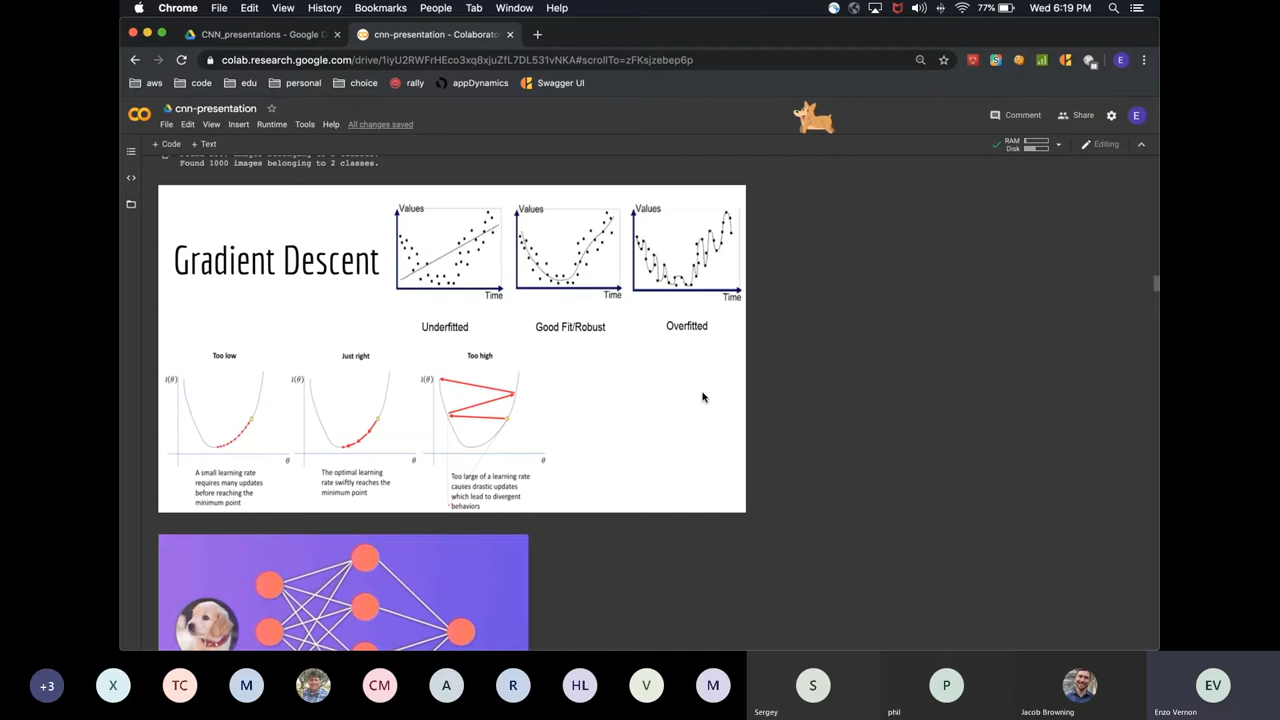 Chrome File Edit View History Bookmarks People Tab Window Help 77% Wed 6:19 PM
CNN_presentations - Google D × cnn-presentation - Colaborato ×
colab.research.google.com/drive/1iyU2RWFrHEco3xq8xjuZfL7DL531vNKA#scrollTo=zFKsjzebep6p
aws code edu personal choice rally appDynamics Swagger UI
cnn-presentation
Comment Share E
File Edit View Insert Runtime Tools Help All changes saved
+ Code + Text
RAM
Disk
Editing
Found 1000 images belonging to 2 classes.
Gradient Descent
Values Values Values
Time Time Time
Underfitted Good Fit/Robust Overfitted
Too low Just right Too high
J(θ) J(θ) J(θ)
θ θ θ
A small learning rate
requires many updates
before reaching the
minimum point
The optimal learning
rate swiftly reaches the
minimum point
Too large of a learning rate
causes drastic updates
which lead to divergent
behaviors
+3 X TC M CM A R HL V M S P EV
Sergey phil Jacob Browning Enzo Vernon